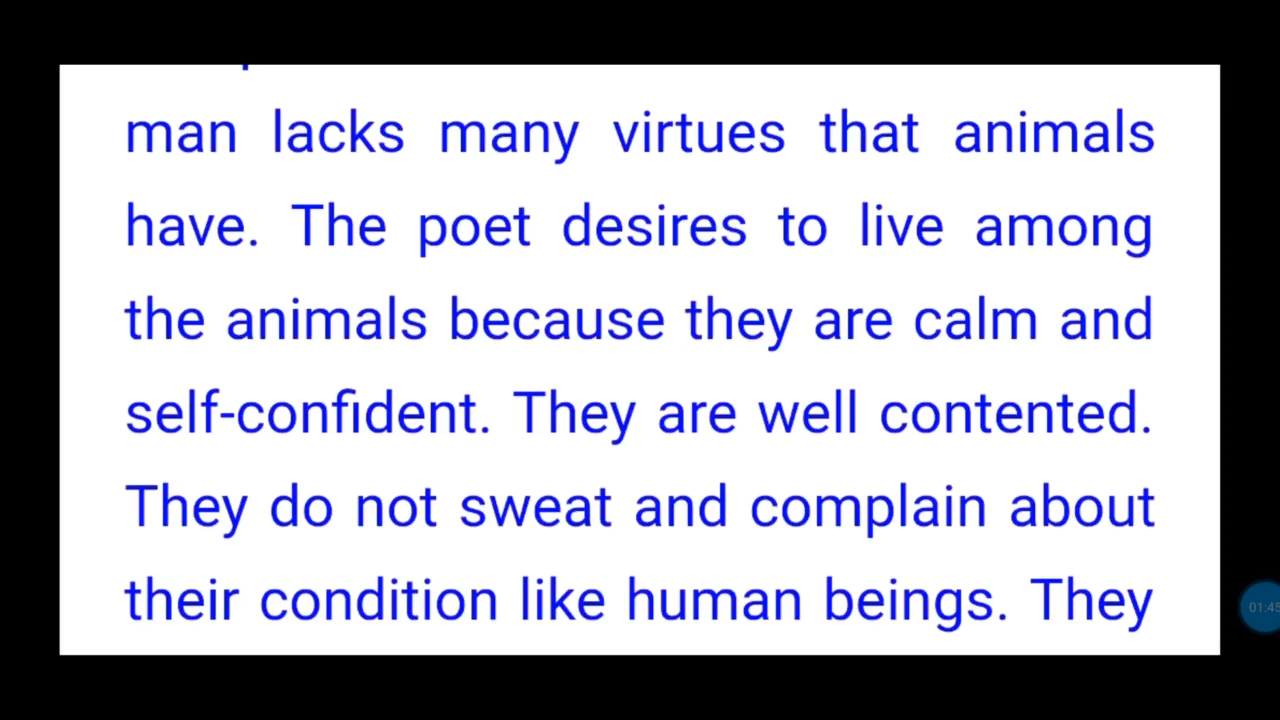 man lacks many virtues that animals
have. The poet desires to live among
the animals because they are calm and
self-confident. They are well contented.
They do not sweat and complain about
their condition like human beings. They
01:45